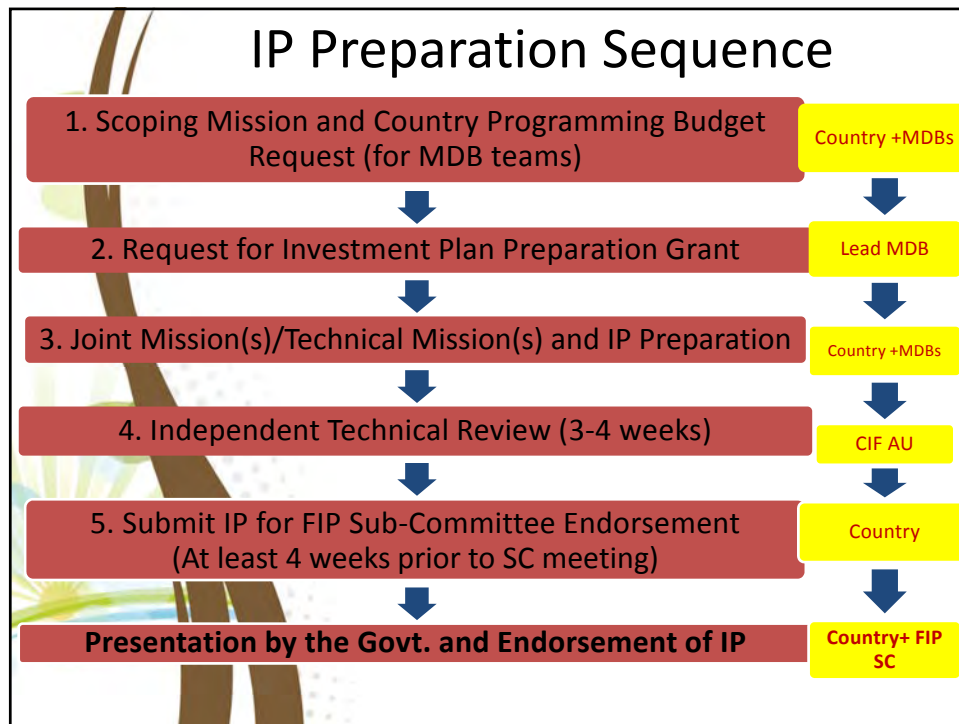 IP Preparation Sequence
1. Scoping Mission and Country Programming Budget
Request (for MDB teams)
Country +MDBs
2. Request for Investment Plan Preparation Grant
Lead MDB
3. Joint Mission(s)/Technical Mission(s) and IP Preparation
Country +MDBs
4. Independent Technical Review (3-4 weeks)
CIF AU
5. Submit IP for FIP Sub-Committee Endorsement
(At least 4 weeks prior to SC meeting)
Country
Presentation by the Govt. and Endorsement of IP
Country+ FIP
SC